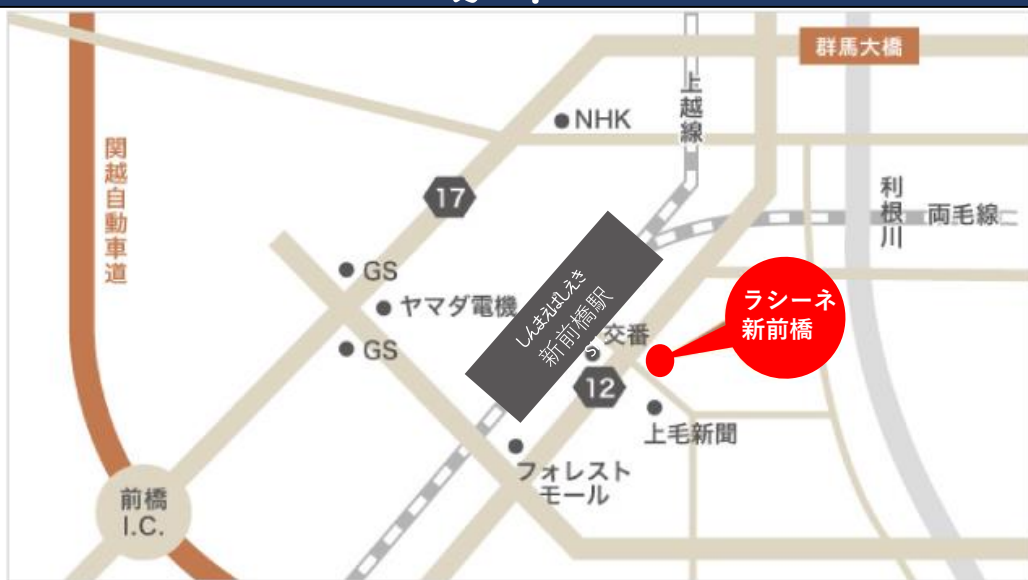 群馬大橋
上越線
NHK
関越自動車道
17
利根川
両毛線
GS
ヤマダ電機
GS
しんまえばしえき
新前橋駅
ラシーネ
新前橋
交番
12
上毛新聞
フォレスト
モール
前橋
I.C.